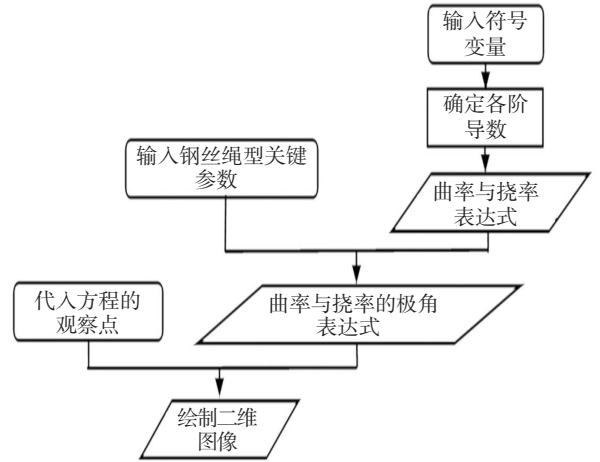 输入符号
变量
确定各阶
导数
输入钢丝绳型关键
参数
曲率与挠率
表达式
代入方程的
观察点
曲率与挠率的极角
表达式
绘制二维
图像